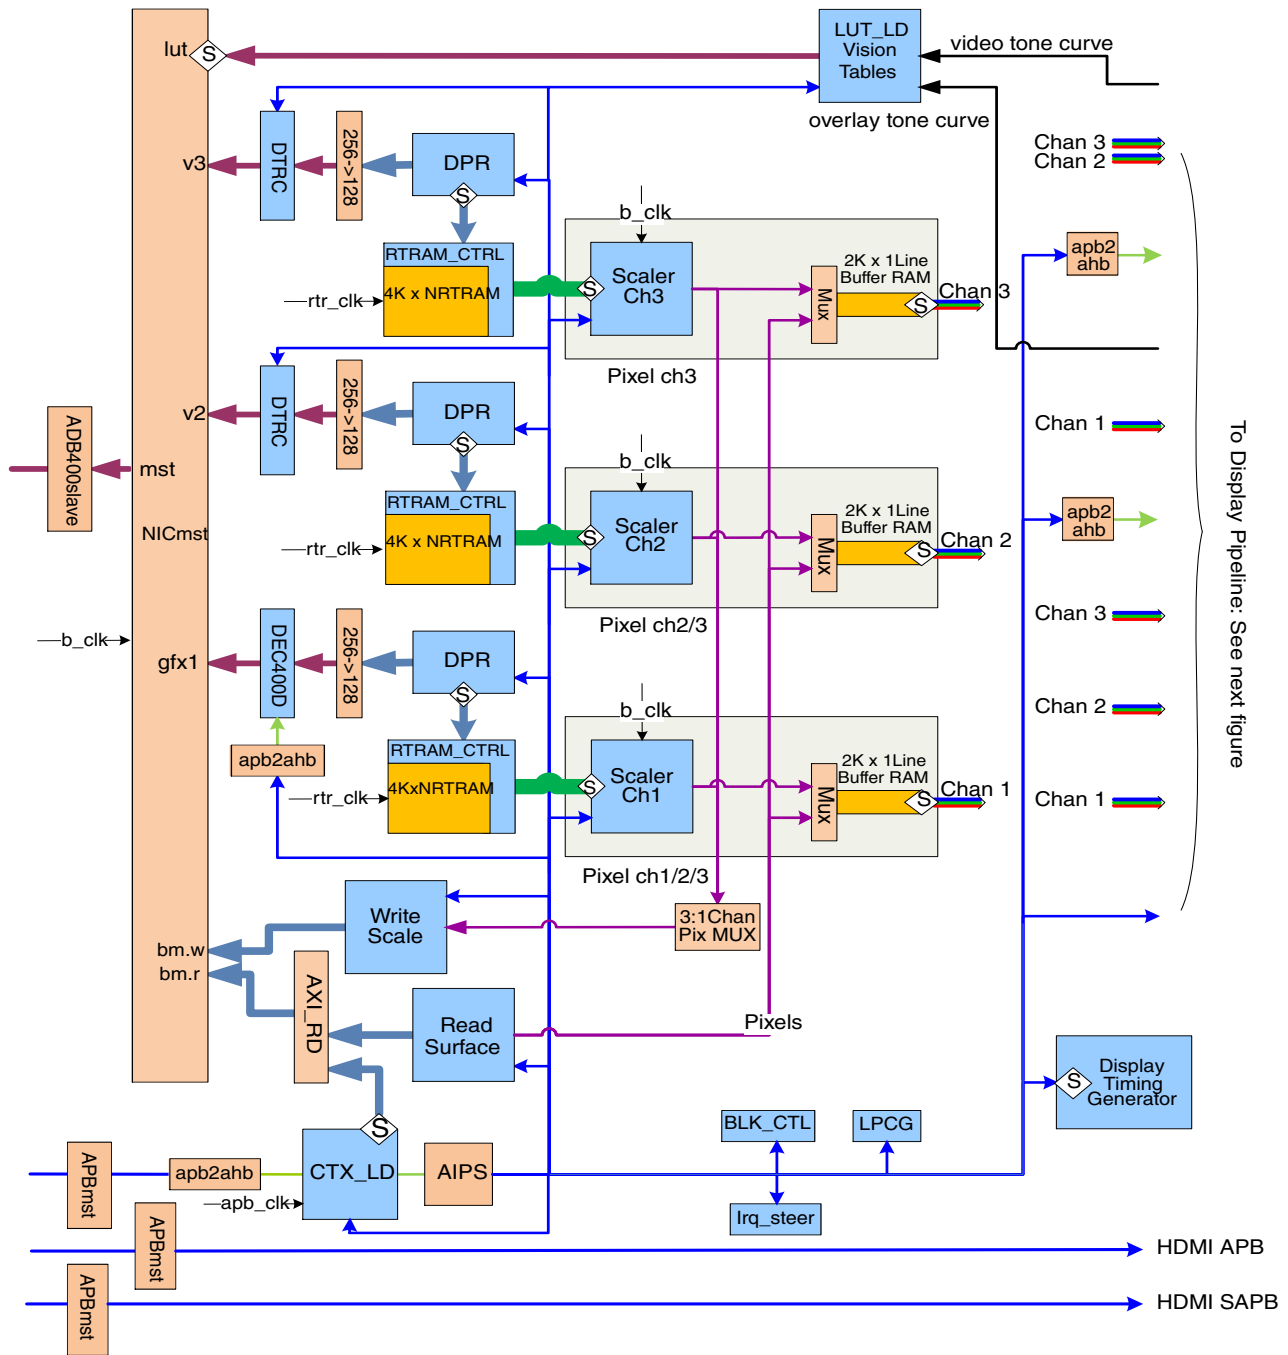 lut
S
LUT_LD
Vision
Tables
video tone curve
overlay tone curve
v3
DTRC
256->128
DPR
S
Chan 3
Chan 2
b_clk
RTRAM_CTRL
4K x NRTRAM
rtr_clk
S
Scaler
Ch3
2K x 1Line
Buffer RAM
Mux
S
Chan 3
apb2
ahb
Pixel ch3
v2
DTRC
256->128
DPR
S
Chan 1
ADB400slave
mst
NICmst
b_clk
RTRAM_CTRL
4K x NRTRAM
rtr_clk
S
Scaler
Ch2
2K x 1Line
Buffer RAM
Mux
S
Chan 2
apb2
ahb
To Display Pipeline: See next figure
Pixel ch2/3
b_clk
gfx1
DEC400D
256->128
DPR
S
Chan 3
Chan 2
apb2ahb
b_clk
RTRAM_CTRL
4KxNRTRAM
rtr_clk
S
Scaler
Ch1
2K x 1Line
Buffer RAM
Mux
S
Chan 1
Chan 1
Pixel ch1/2/3
Write
Scale
3:1Chan
Pix MUX
bm.w
bm.r
AXI_RD
Read
Surface
Pixels
S
Display
Timing
Generator
S
CTX_LD
AIPS
BLK_CTL
LPCG
APBmst
apb2ahb
apb_clk
Irq_steer
APBmst
HDMI APB
APBmst
HDMI SAPB